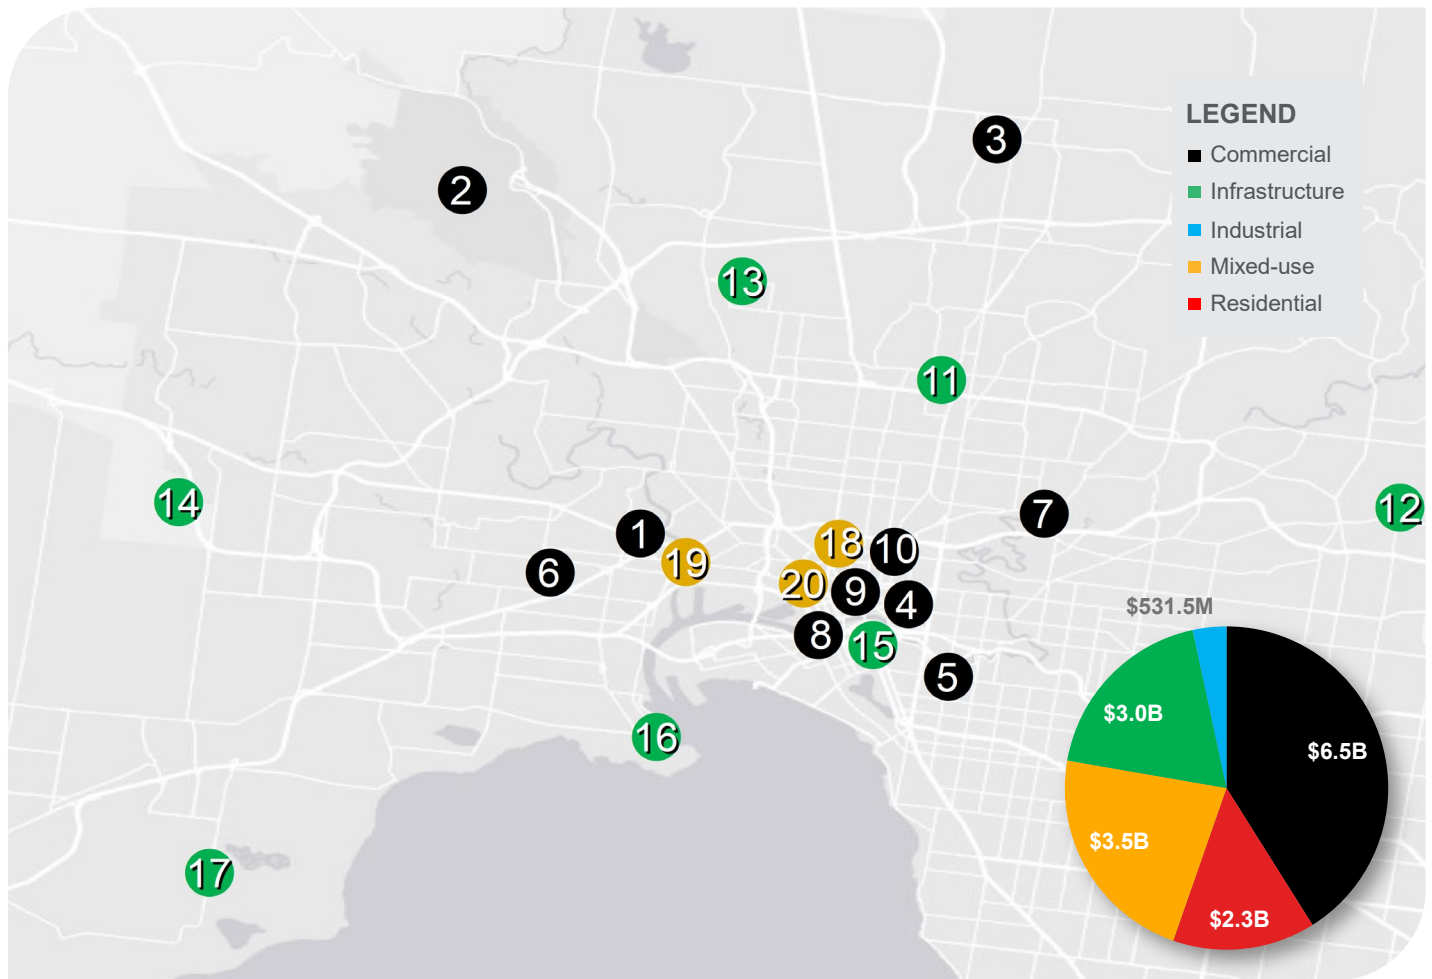 LEGEND
Commercial
Infrastructure
Industrial
Mixed-use
Residential
3
2
13
11
14
12
7
1
18
10
19
6
20
9
4
8
15
5
16
17
$531.5M
$3.0B
$6.5B
$3.5B
$2.3B